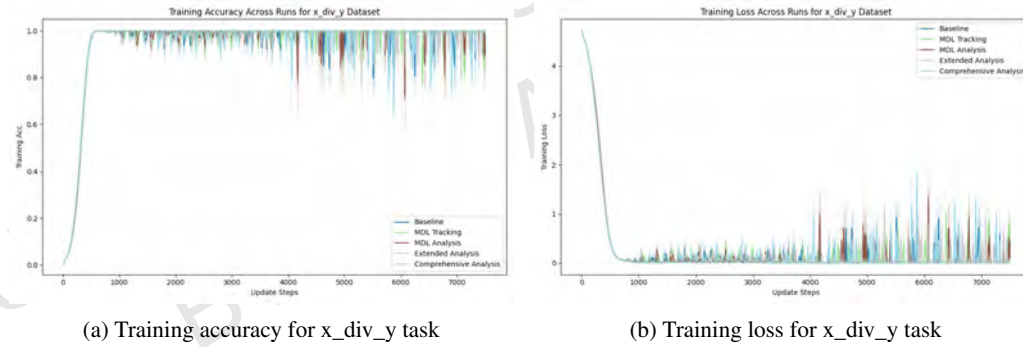 Training Accuracy Across Runs for x_div_y Dataset
1.0
0.8
0.6
0.4
0.2
0.0
Training Acc
0 1000 2000 3000 4000 5000 6000 7000
Update Steps
Baseline
MDL Tracking
MDL Analysis
Extended Analysis
Comprehensive Analysis
(a) Training accuracy for x_div_y task
Training Loss Across Runs for x_div_y Dataset
4
3
2
1
0
Training Loss
0 1000 2000 3000 4000 5000 6000 7000
Update Steps
Baseline
MDL Tracking
MDL Analysis
Extended Analysis
Comprehensive Analysis
(b) Training loss for x_div_y task